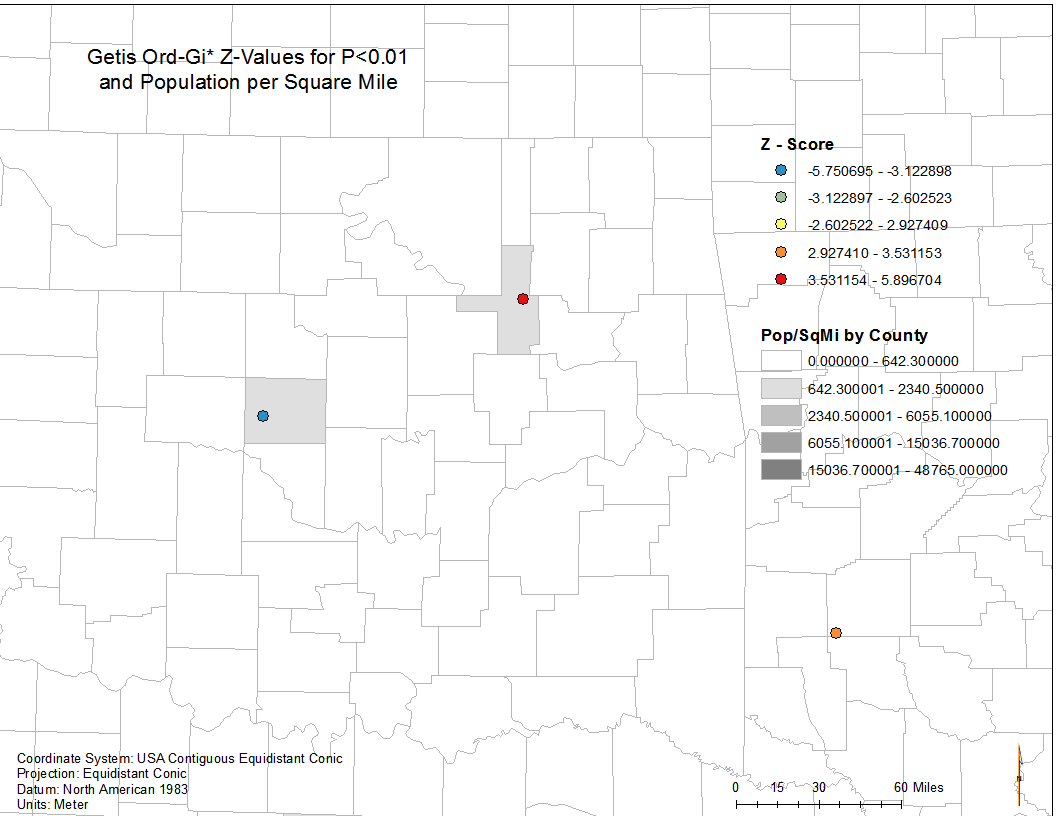 Getis Ord-Gi* Z-Values for P<0.01
and Population per Square Mile
Z - Score
-5.750695 - -3.122898
-3.122897 - -2.602523
-2.602522 - 2.927409
2.927410 - 3.531153
3.531154 - 5.896704
Pop/SqMi by County
0.000000 - 642.300000
642.300001 - 2340.500000
2340.500001 - 6055.100000
6055.100001 - 15036.700000
15036.700001 - 48765.000000
Coordinate System: USA Contiguous Equidistant Conic
Projection: Equidistant Conic
Datum: North American 1983
Units: Meter
0 15 30 60 Miles
N